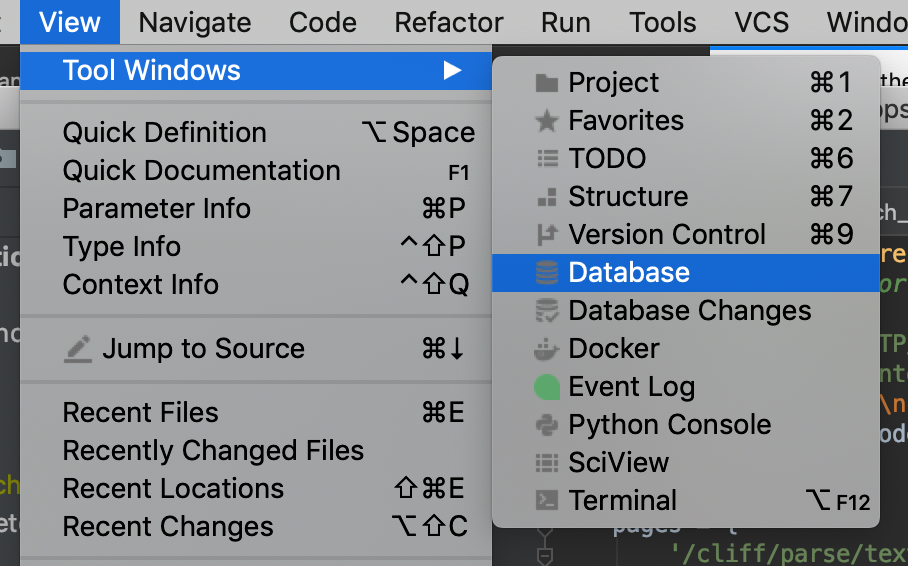 View Navigate Code Refactor Run Tools VCS Windo
Tool Windows
Quick Definition ⌥ Space
Quick Documentation F1
Parameter Info ⌘P
Type Info ^⇧P
Context Info ^⇧Q
Jump to Source ⌘↓
Recent Files ⌘E
Recently Changed Files
Recent Locations ⇧⌘E
Recent Changes ⌥⇧C
Project ⌘1
Favorites ⌘2
TODO ⌘6
Structure ⌘7
Version Control ⌘9
Database
Database Changes
Docker
Event Log
Python Console
SciView
Terminal ⌥F12
'/cliff/parse/tex